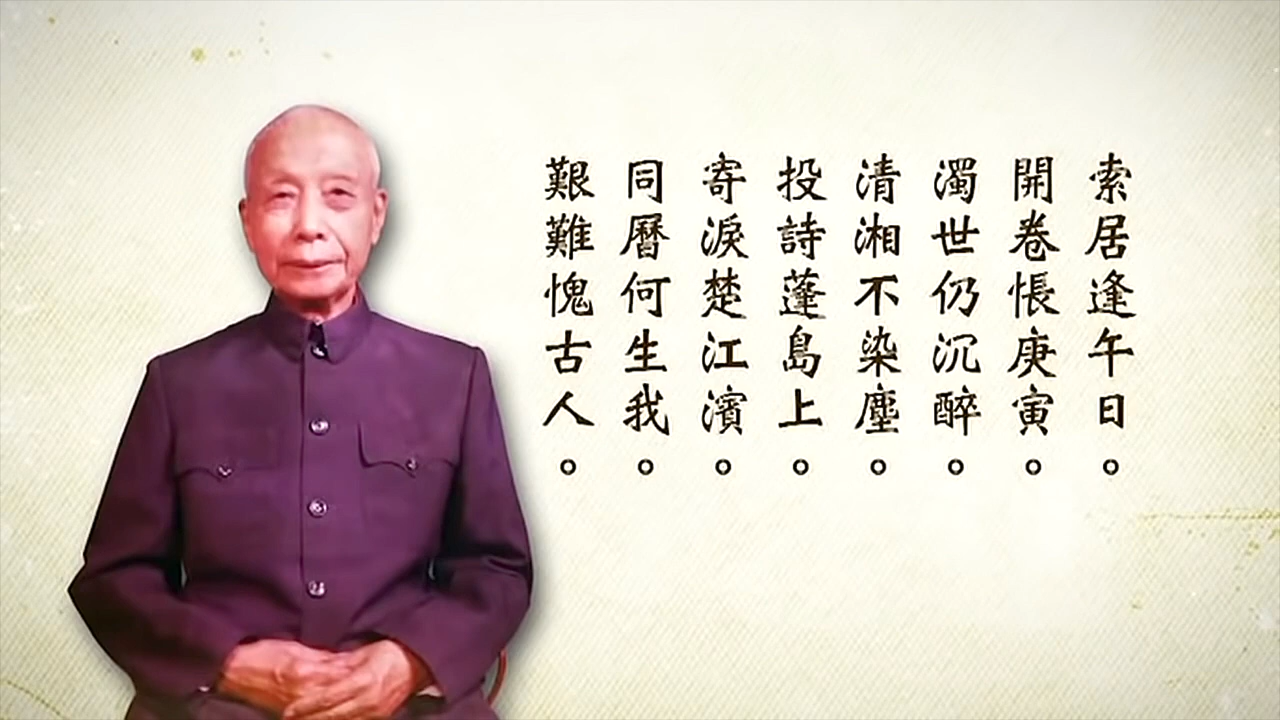 索居逢午日。
開卷悵庚寅。
濁世仍沉醉。
清湘不染塵。
投詩蓬島上。
寄淚楚江濱。
同曆何生我。
艱難愧古人。